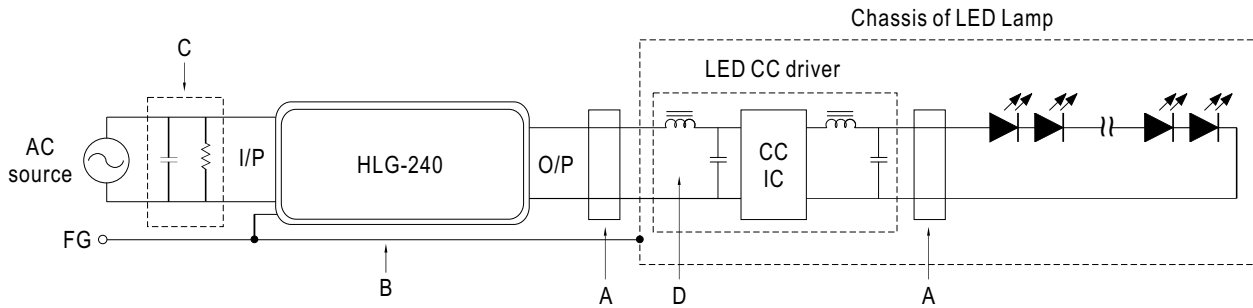 Chassis of LED Lamp
C
LED CC driver
AC
source
I/P
HLG-240
O/P
CC
IC
FG
B
A
D
A